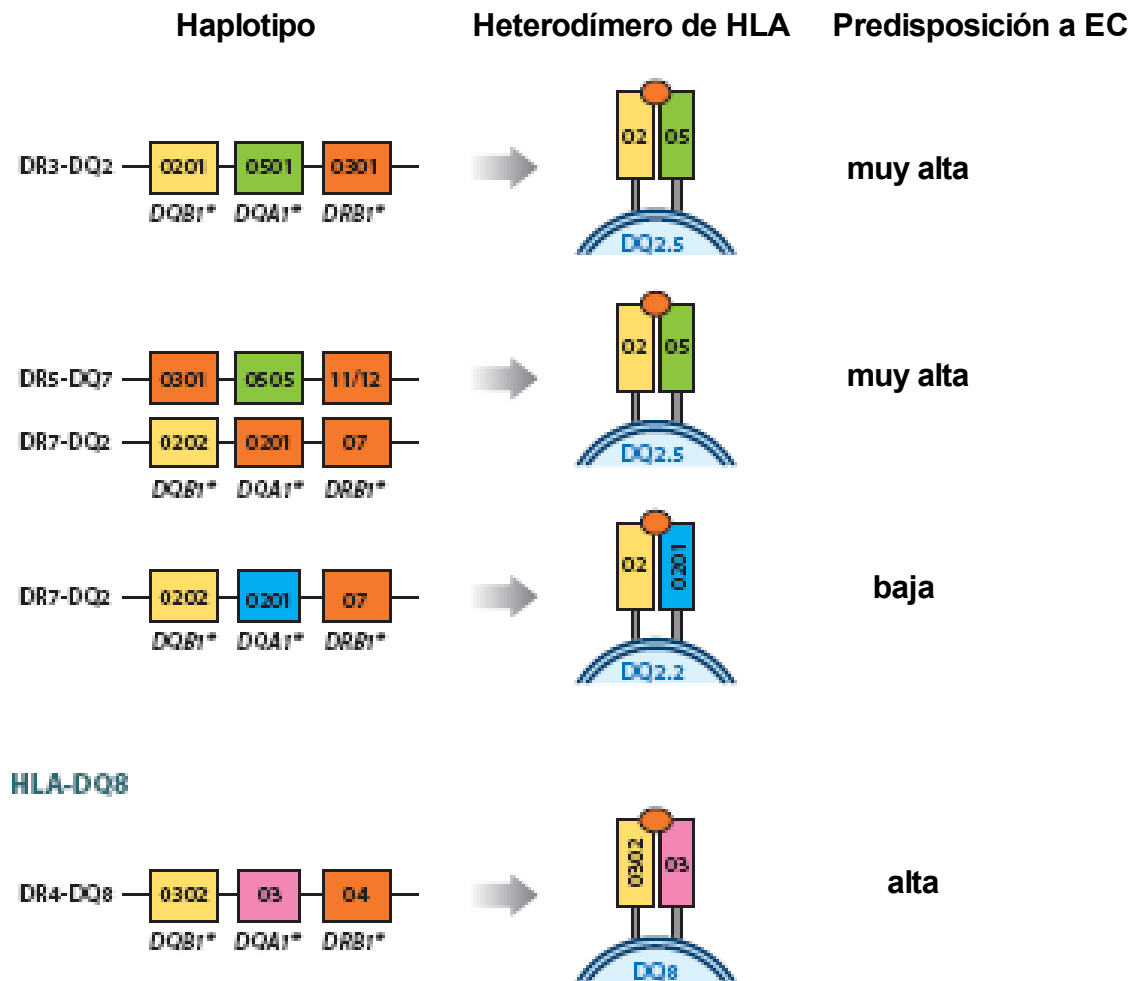 Haplotipo Heterodímero de HLA Predisposición a EC
DR3-DQ2 0201 0501 0301 02 05 muy alta
DQB1* DQA1* DRB1*
DQ2.5
DR5-DQ7 0301 0505 11/12 02 05 muy alta
DR7-DQ2 0202 0201 07
DQ2.5
DQB1* DQA1* DRB1*
DR7-DQ2 0202 0201 07 02 0201 baja
DQB1* DQA1* DRB1*
DQ2.2
HLA-DQ8
DR4-DQ8 0302 03 04 0302 03 alta
DQB1* DQA1* DRB1*
DQ8